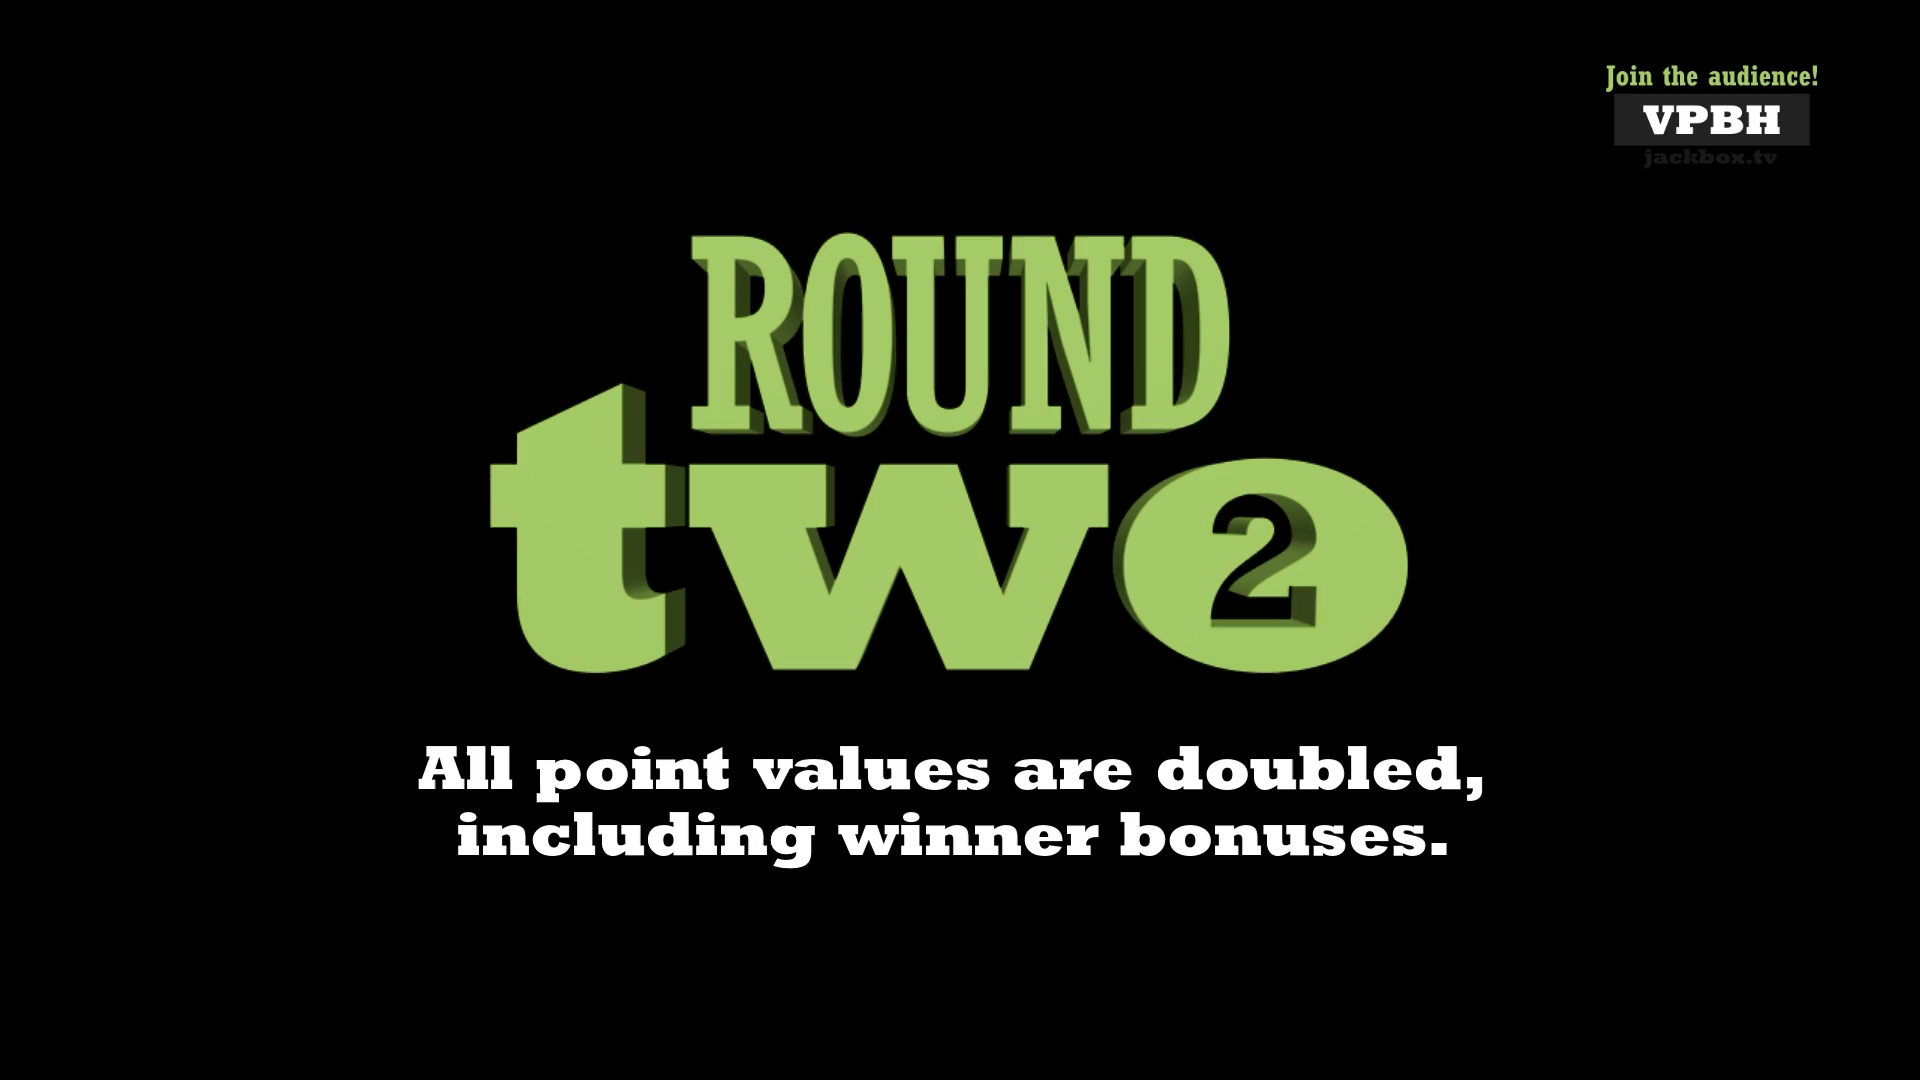 Join the audience!
VPBH
jackbox.tv
ROUND
two
2
All point values are doubled,
including winner bonuses.